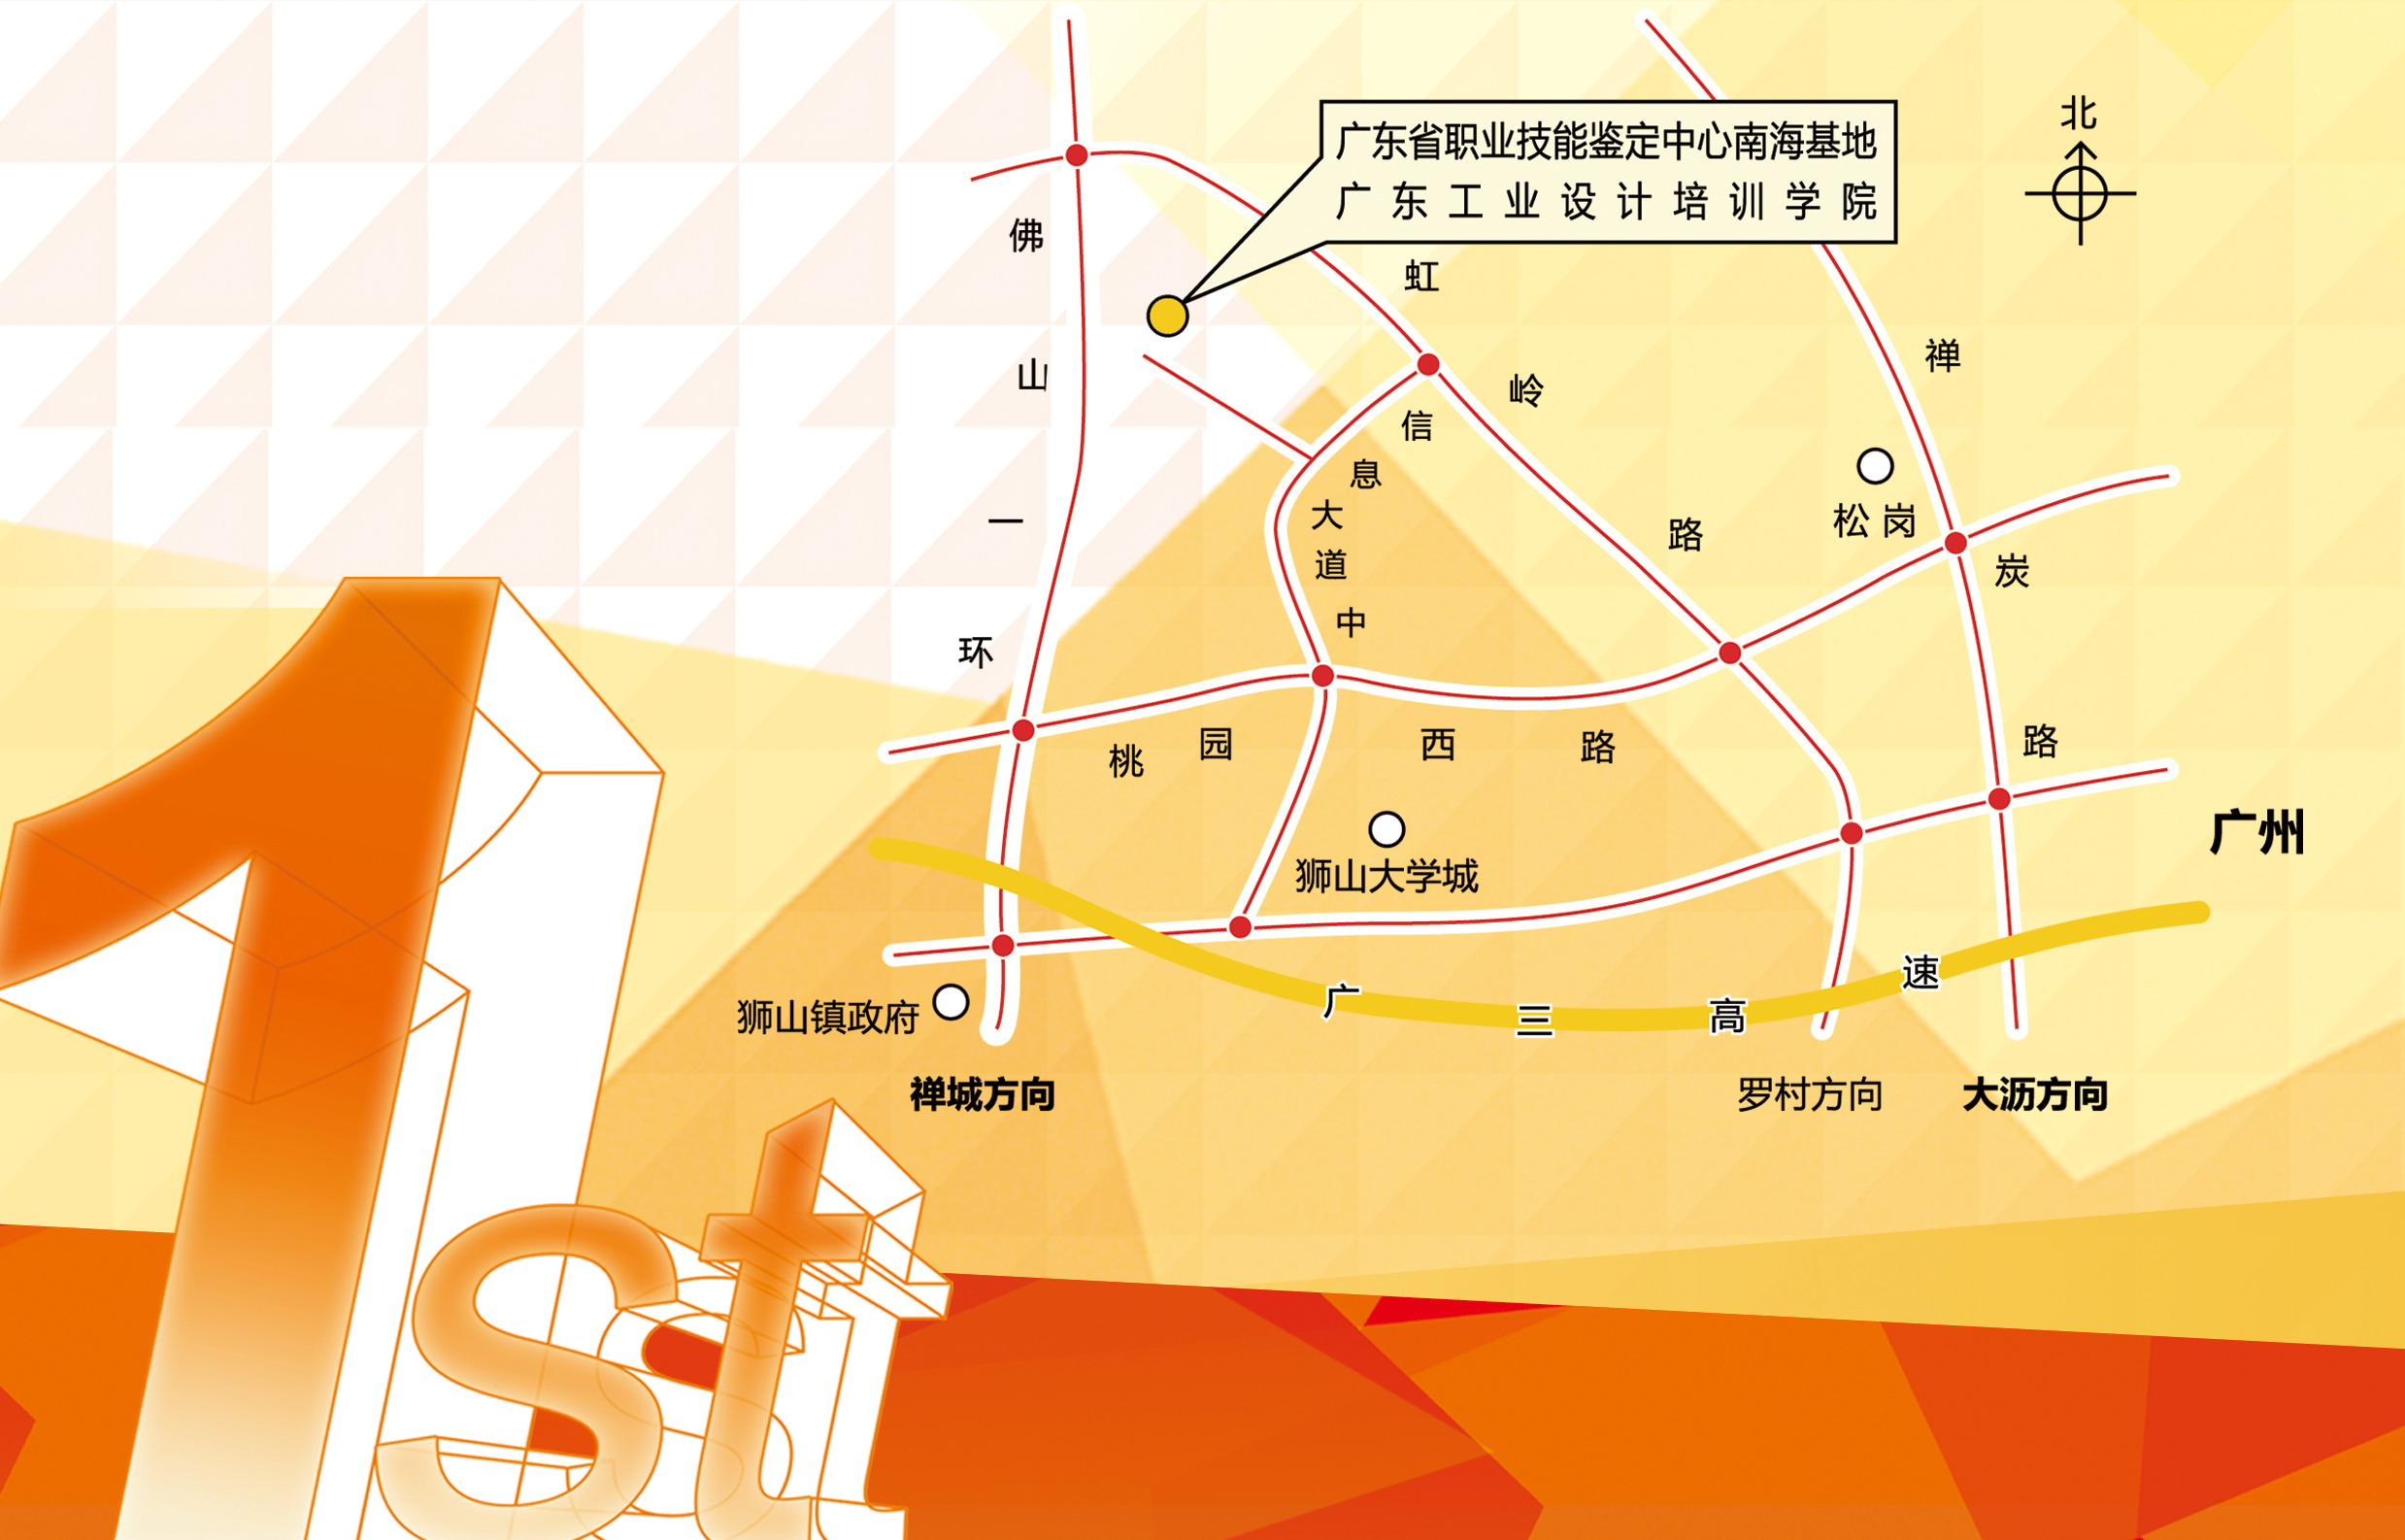 北
广东省职业技能鉴定中心南海基地
广东工业设计培训学院
佛山一环
虹岭路
信息大道中
禅炭路
松岗
桃园西路
广州
狮山大学城
狮山镇政府
广三高速
禅城方向
罗村方向
大沥方向
1st